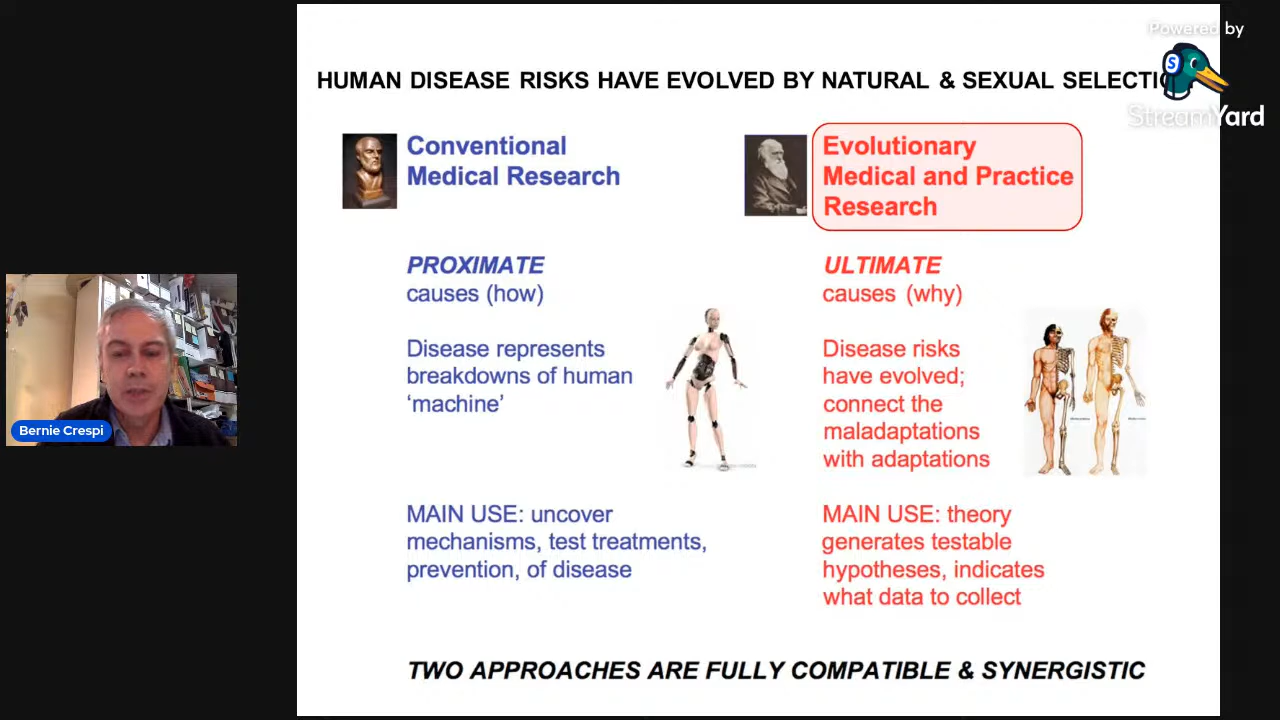 Powered by
StreamYard
HUMAN DISEASE RISKS HAVE EVOLVED BY NATURAL & SEXUAL SELECTIO
Conventional
Medical Research
PROXIMATE
causes (how)
Disease represents
breakdowns of human
‘machine’
MAIN USE: uncover
mechanisms, test treatments,
prevention, of disease
Evolutionary
Medical and Practice
Research
ULTIMATE
causes (why)
Disease risks
have evolved;
connect the
maladaptations
with adaptations
MAIN USE: theory
generates testable
hypotheses, indicates
what data to collect
TWO APPROACHES ARE FULLY COMPATIBLE & SYNERGISTIC
Bernie Crespi